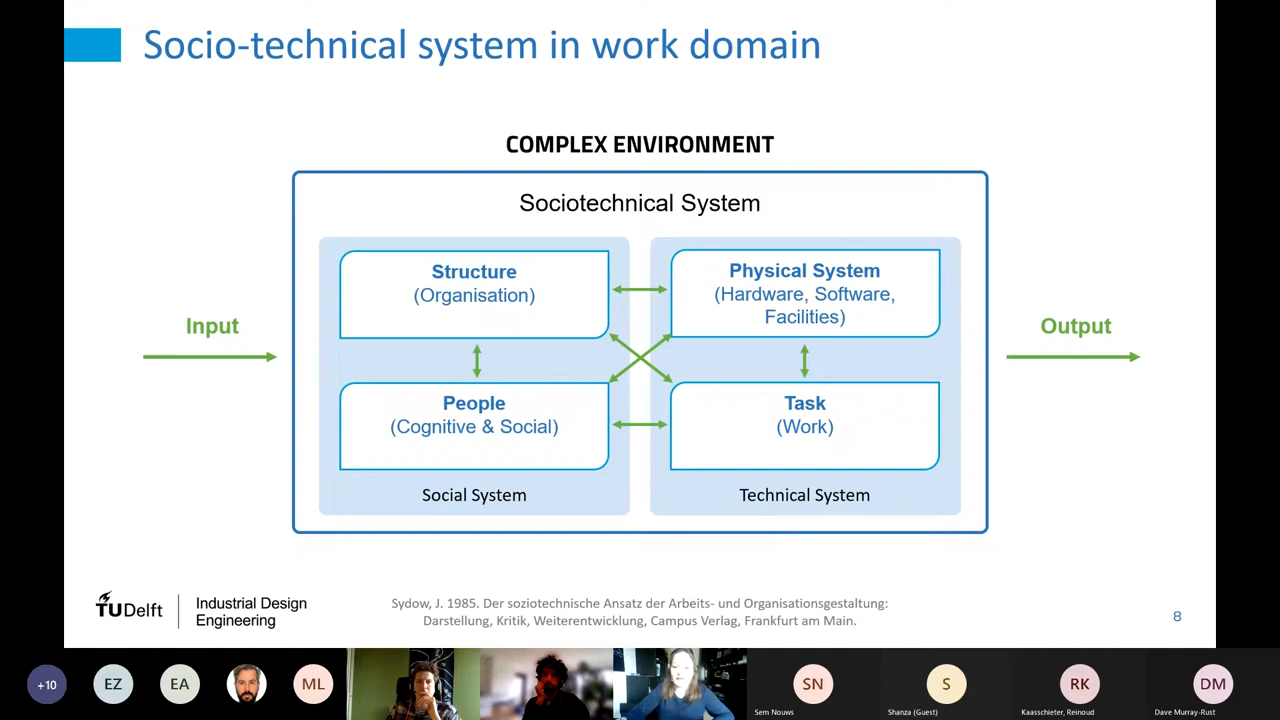 Socio-technical system in work domain
COMPLEX ENVIRONMENT
Sociotechnical System
Structure
(Organisation)
Physical System
(Hardware, Software,
Facilities)
Input
Output
People
(Cognitive & Social)
Task
(Work)
Social System
Technical System
TUDelft
Industrial Design
Engineering
Sydow, J. 1985. Der soziotechnische Ansatz der Arbeits- und Organisationsgestaltung:
Darstellung, Kritik, Weiterentwicklung, Campus Verlag, Frankfurt am Main.
8
+10
EZ
EA
ML
SN
S
RK
DM
Sem Nouws
Shanza (Guest)
Kaasschieter, Reinoud
Dave Murray-Rust